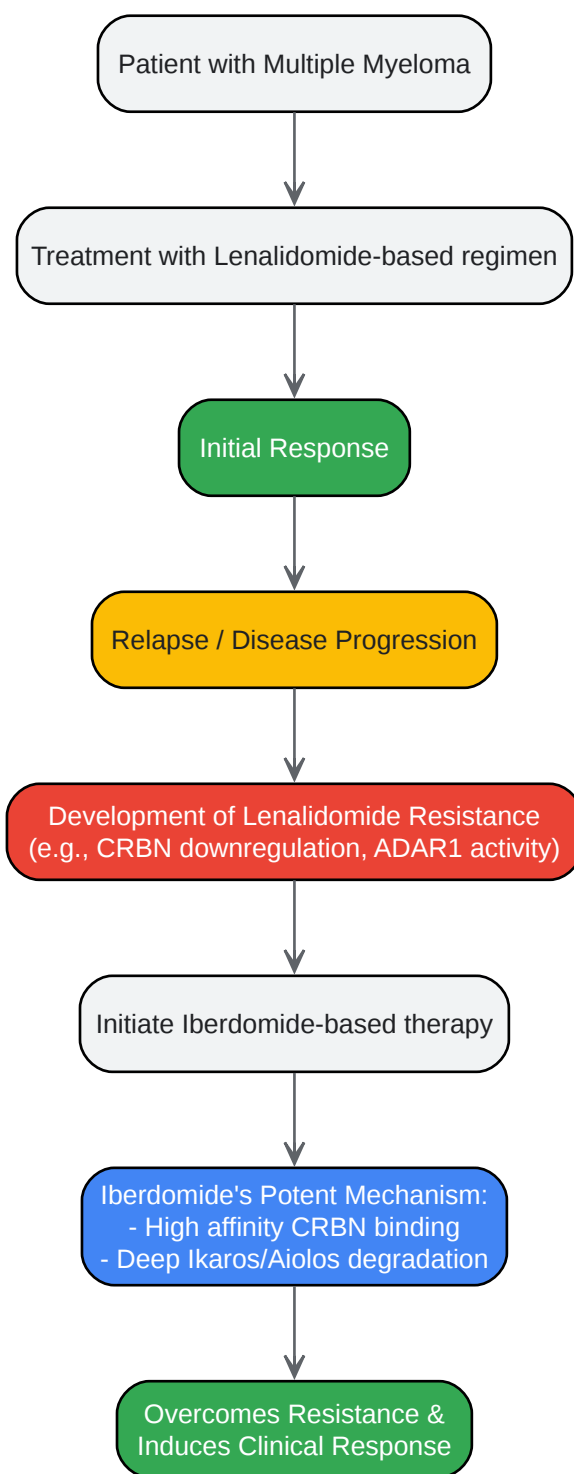 Patient with Multiple Myeloma
Treatment with Lenalidomide-based regimen
Initial Response
Relapse / Disease Progression
Development of Lenalidomide Resistance
(e.g., CRBN downregulation, ADAR1 activity)
Initiate Iberdomide-based therapy
Iberdomide's Potent Mechanism:
- High affinity CRBN binding
- Deep Ikaros/Aiolos degradation
Overcomes Resistance &
Induces Clinical Response